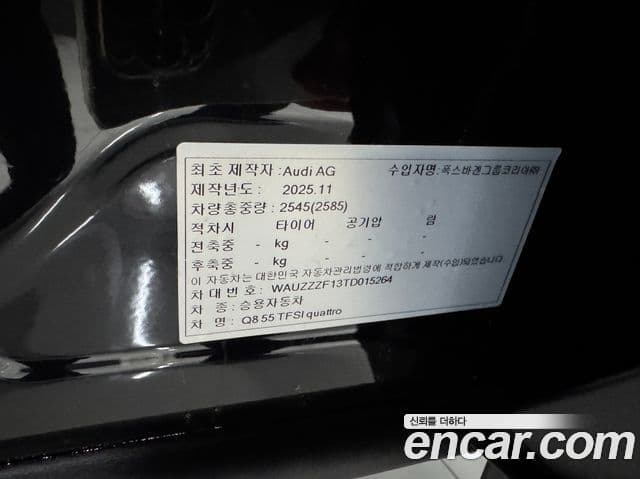 최초 제작자 : Audi AG 수입자명: 폭스바겐그룹코리아㈜
제작년도 : 2025.11
차량총중량 : 2545(2585)
적차시 타이어 공기압 림
전축중 - kg - - -
후축중 - kg - - -
이 자동차는 대한민국 자동차관리법령에 적합하게 제작(수입)되었습니다.
차대번호 : WAUZZZF13TD015264
차 종 : 승용자동차
차 명 : Q8 55 TFSI quattro
신뢰를 더하다
encar.com